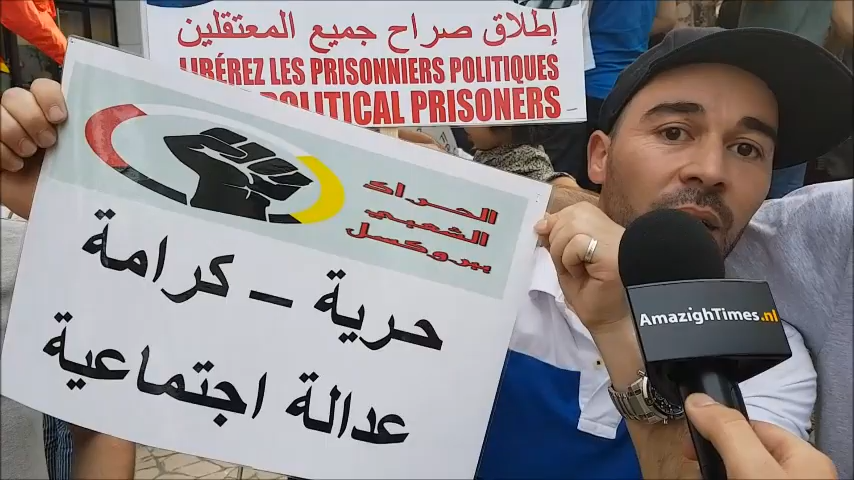 إطلاق صراح جميع المعتقلين
LIBÉREZ LES PRISONNIERS POLITIQUES
POLITICAL PRISONERS
الحراك
الشعبي
ببروكسل
حرية - كرامة
عدالة اجتماعية
AmazighTimes.nl